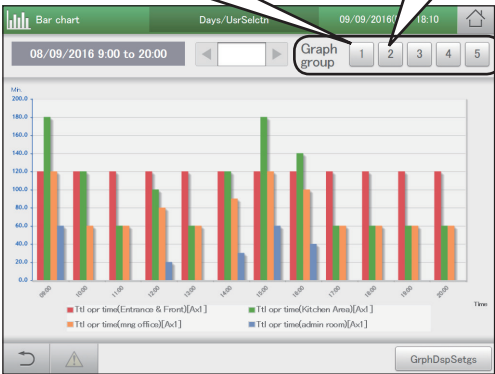 Bar chart
Days/UsrSelctn
09/09/2016
18:10
08/09/2016 9:00 to 20:00
Graph group
1 2 3 4 5
Min.
200.0
180.0
160.0
140.0
120.0
100.0
80.0
60.0
40.0
20.0
0.0
09:00 10:00 11:00 12:00 13:00 14:00 15:00 16:00 17:00 18:00 19:00 20:00
Time
Ttl opr time(Entrance & Front)[Ax1] Ttl opr time(Kitchen Area)[Ax1]
Ttl opr time(mng office)[Ax1] Ttl opr time(admin room)[Ax1]
GrphDspSetgs